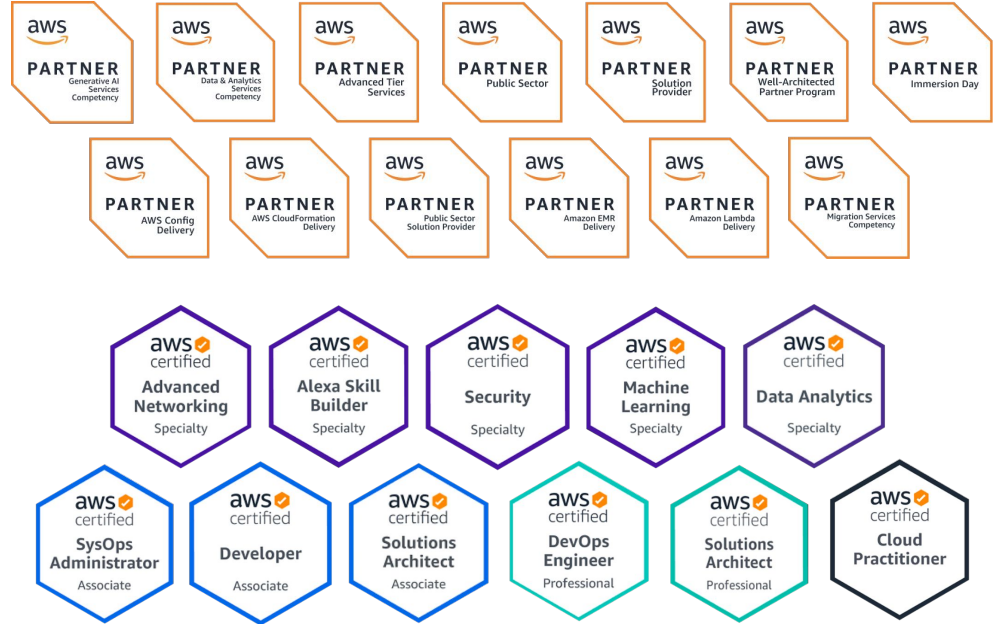 aws
PARTNER
Generative AI
Services
Competency
aws
PARTNER
Data & Analytics
Services
Competency
aws
PARTNER
Advanced Tier
Services
aws
PARTNER
Public Sector
aws
PARTNER
Solution
Provider
aws
PARTNER
Well-Architected
Partner Program
aws
PARTNER
Immersion Day
aws
PARTNER
AWS Config
Delivery
aws
PARTNER
AWS CloudFormation
Delivery
aws
PARTNER
Public Sector
Solution Provider
aws
PARTNER
Amazon EMR
Delivery
aws
PARTNER
Amazon Lambda
Delivery
aws
PARTNER
Migration Services
Competency
aws
certified
Advanced
Networking
Specialty
aws
certified
Alexa Skill
Builder
Specialty
aws
certified
Security
Specialty
aws
certified
Machine
Learning
Specialty
aws
certified
Data Analytics
Specialty
aws
certified
SysOps
Administrator
Associate
aws
certified
Developer
Associate
aws
certified
Solutions
Architect
Associate
aws
certified
DevOps
Engineer
Professional
aws
certified
Solutions
Architect
Professional
aws
certified
Cloud
Practitioner